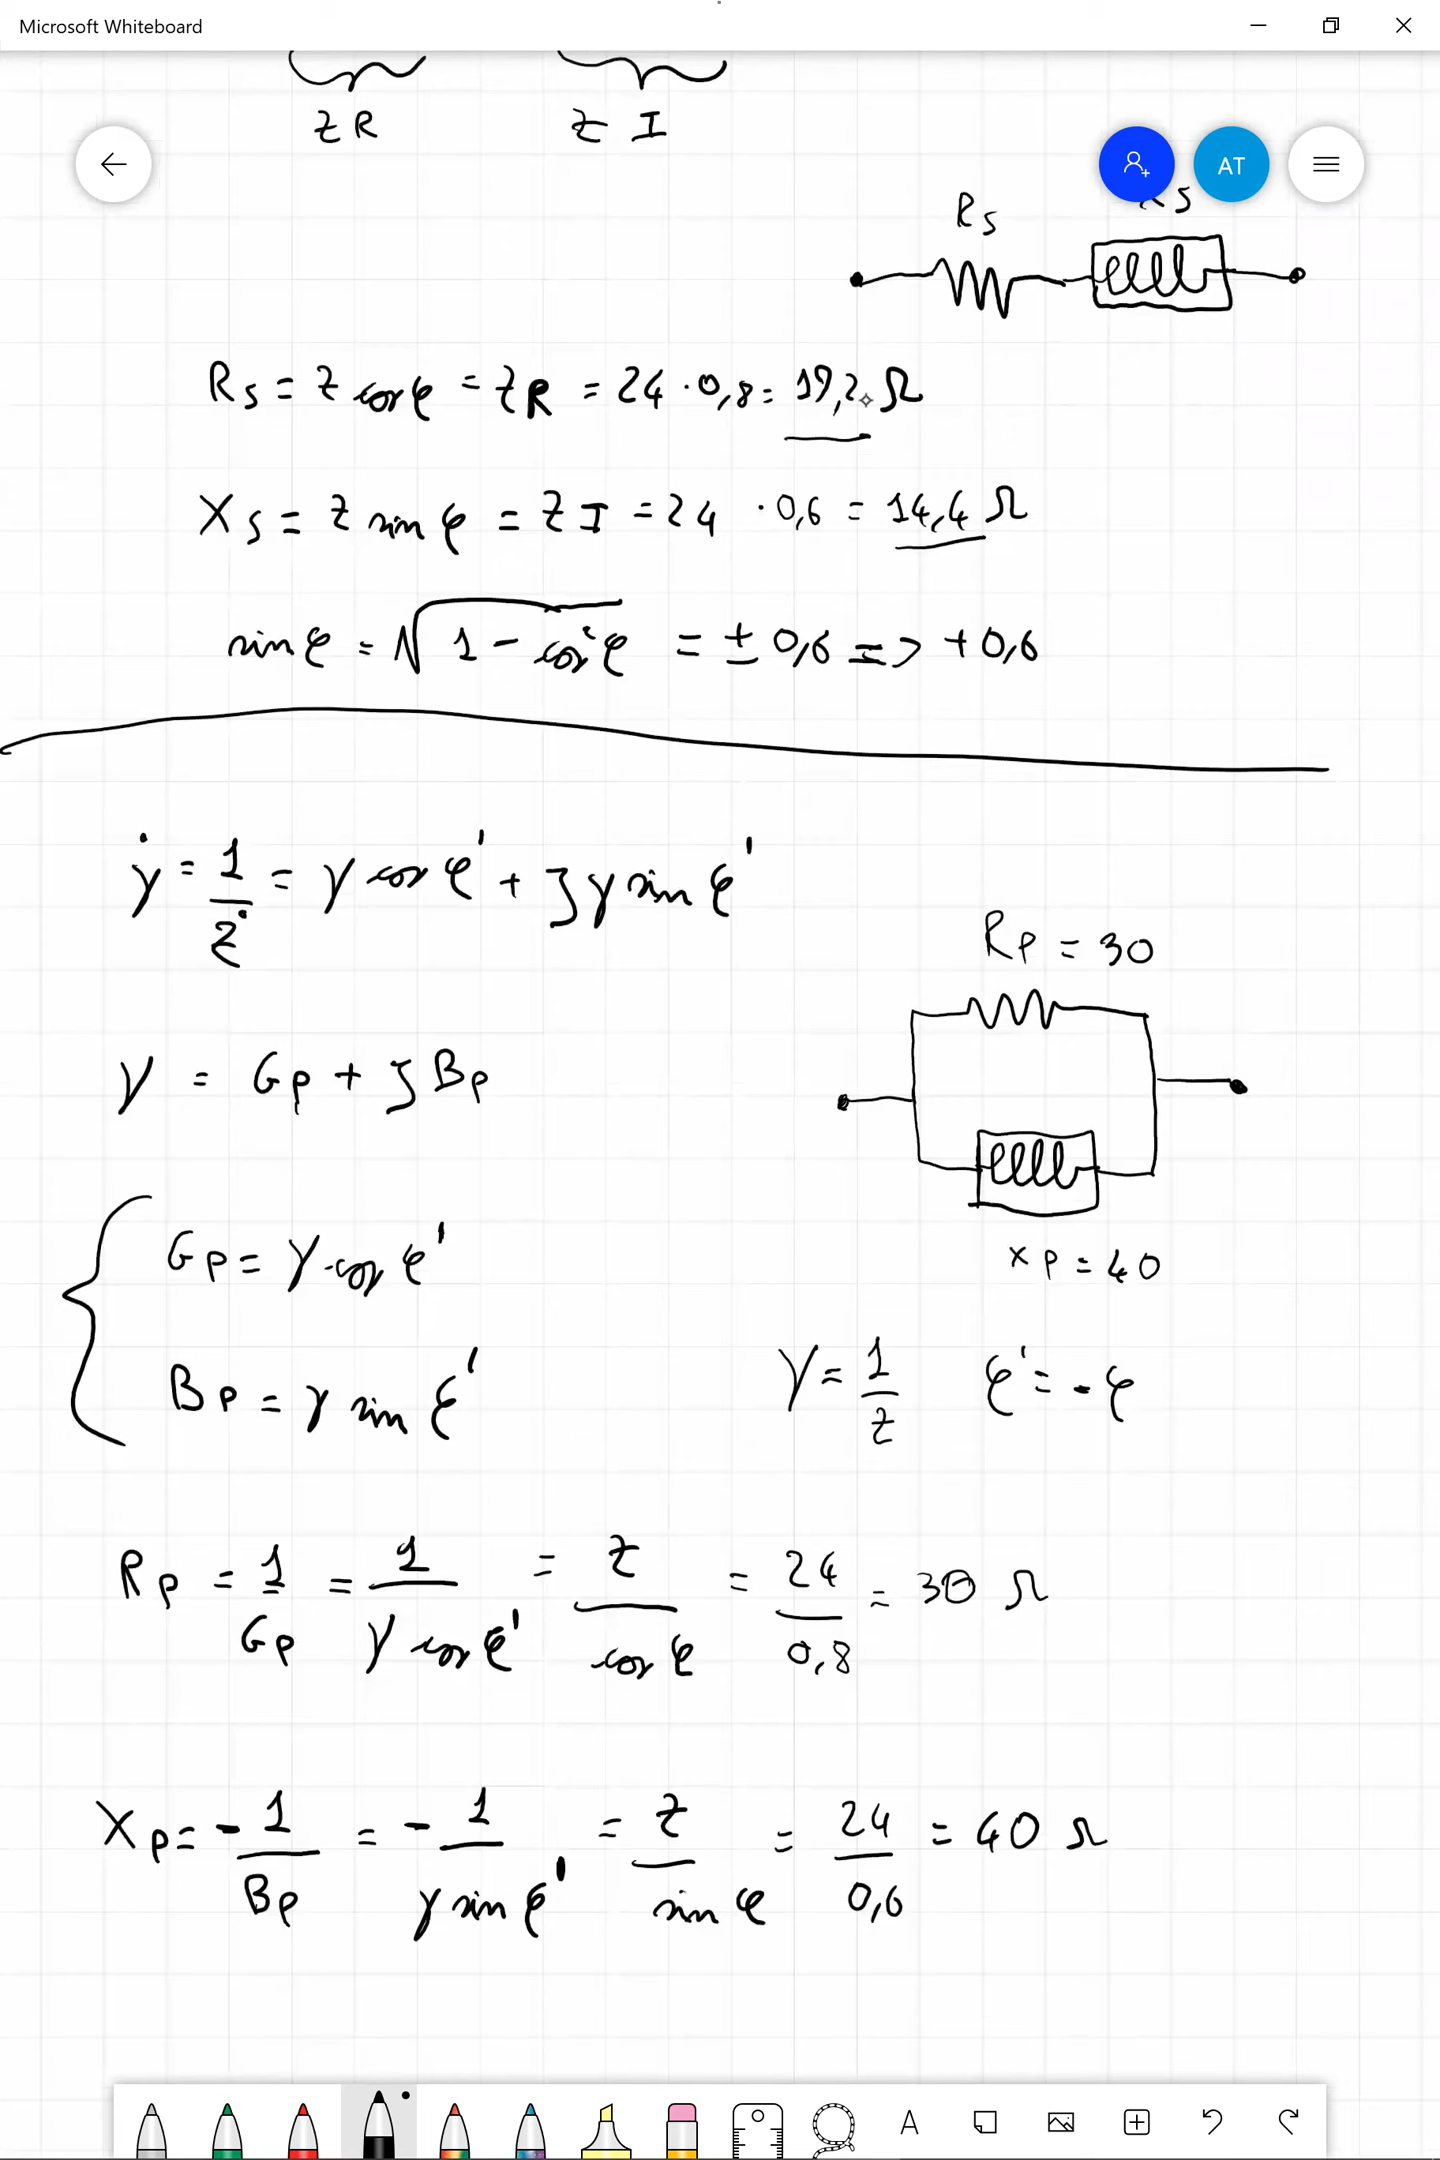 Microsoft Whiteboard
ZR
Z I
AT
Rs
s
Rs = Z cosφ = ZR = 24 · 0,8 = 19,2 Ω
Xs = Z sin φ = ZI = 24 · 0,6 = 14,4 Ω
sinφ = √(1 - cos²φ) = ± 0,6 => +0,6
Ẏ = 1/Ż = Y cos φ' + j Y sin φ'
Rp = 30
Y = Gp + j Bp
Gp = Y · cos φ'
xp = 40
Bp = Y sin φ'
Y = 1/Z φ' = -φ
Rp = 1/Gp = 1/(Y cos φ') = Z/cos φ = 24/0,8 = 30 Ω
Xp = - 1/Bp = - 1/(Y sin φ') = Z/sin φ = 24/0,6 = 40 Ω
A